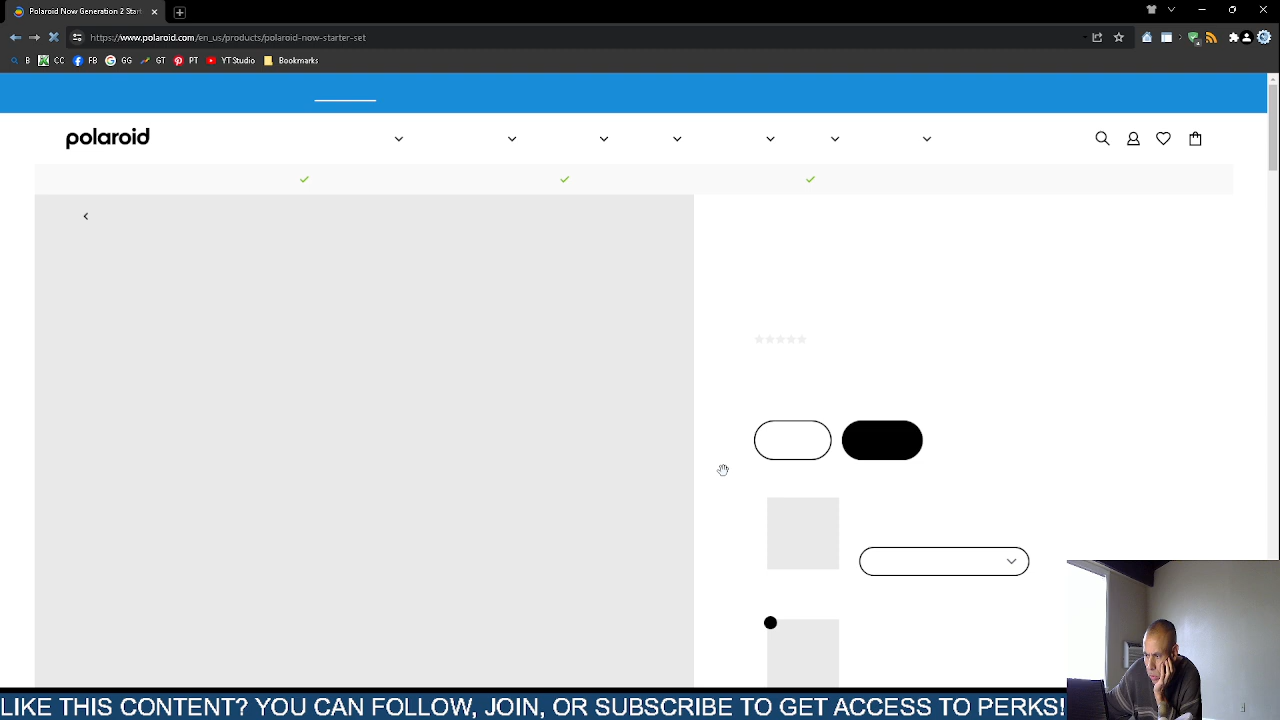 Polaroid Now Generation 2 Start
https://www.polaroid.com/en_us/products/polaroid-now-starter-set
B CC FB GG GT PT YT Studio Bookmarks
polaroid
LIKE THIS CONTENT? YOU CAN FOLLOW, JOIN, OR SUBSCRIBE TO GET ACCESS TO PERKS!